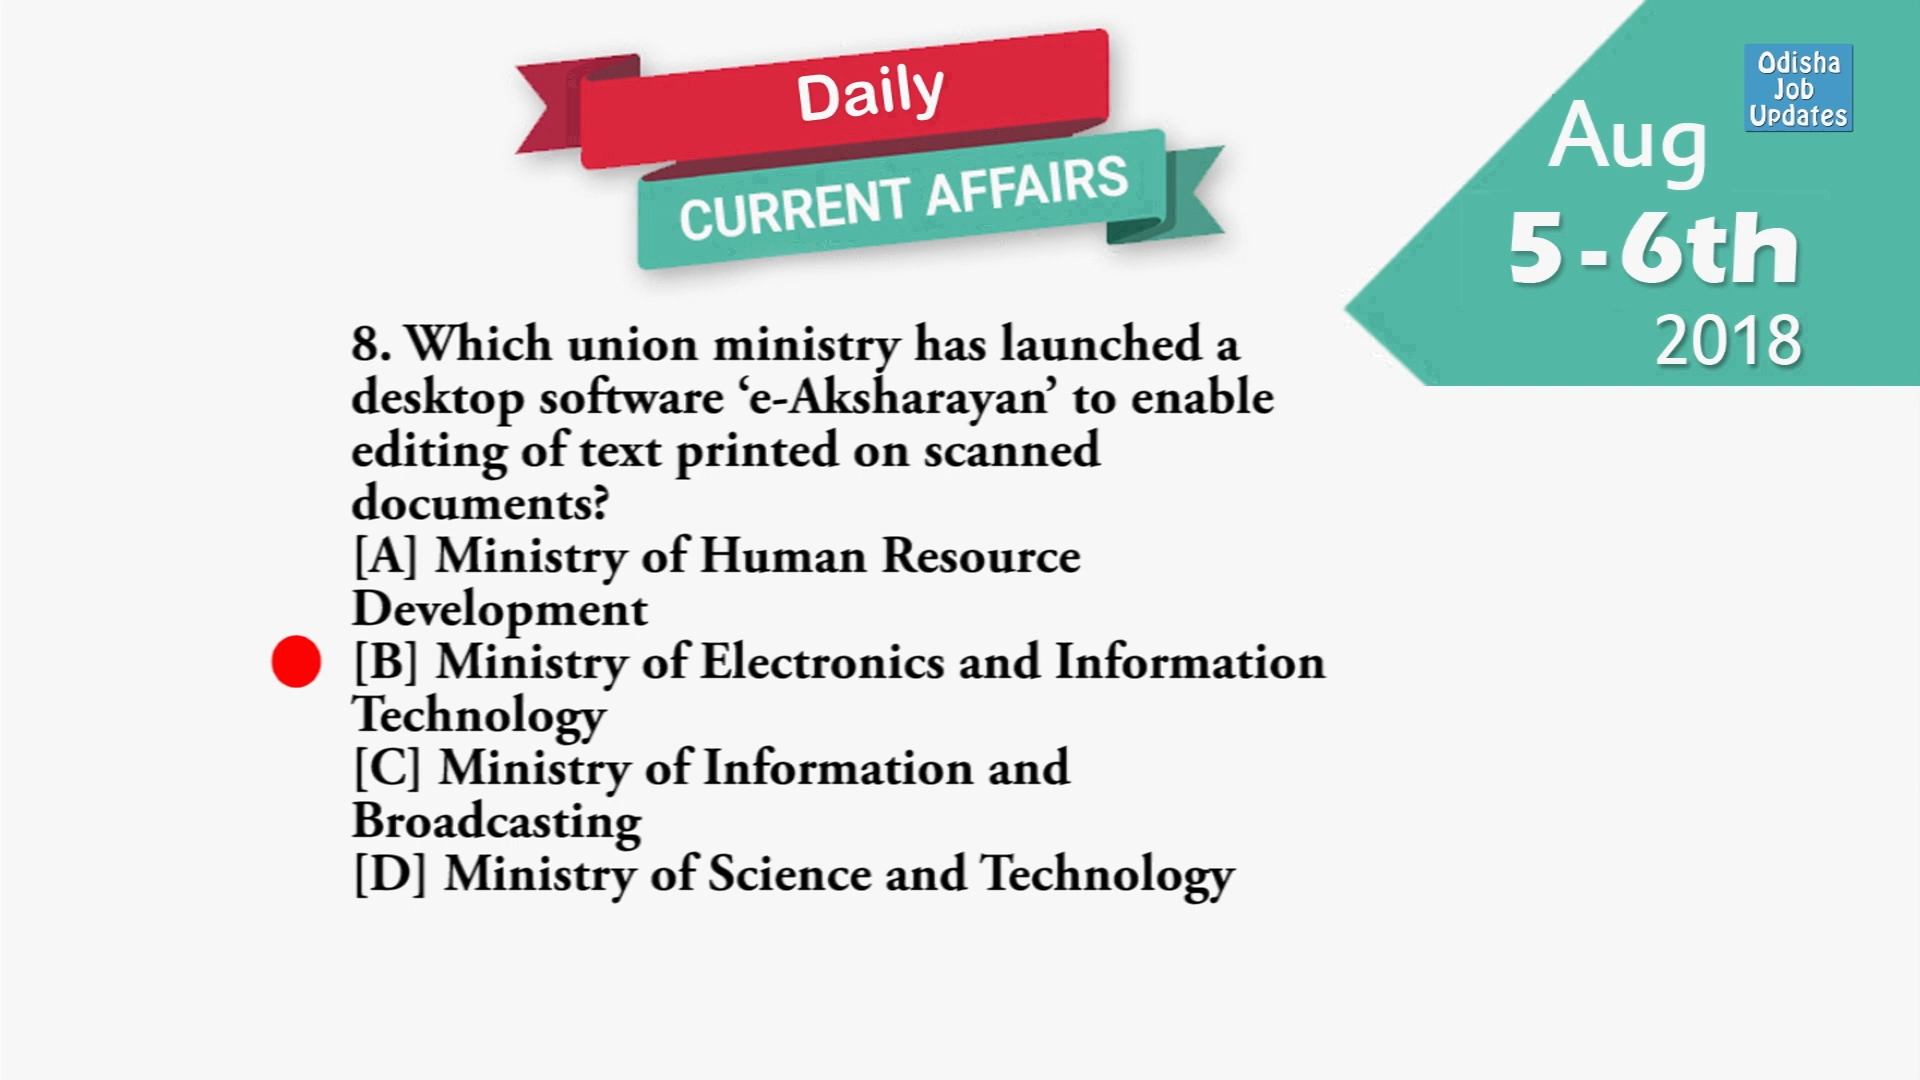 Daily
CURRENT AFFAIRS
Odisha
Job
Updates
Aug
5-6th
2018
8. Which union ministry has launched a
desktop software ‘e-Aksharayan’ to enable
editing of text printed on scanned
documents?
[A] Ministry of Human Resource
Development
[B] Ministry of Electronics and Information
Technology
[C] Ministry of Information and
Broadcasting
[D] Ministry of Science and Technology